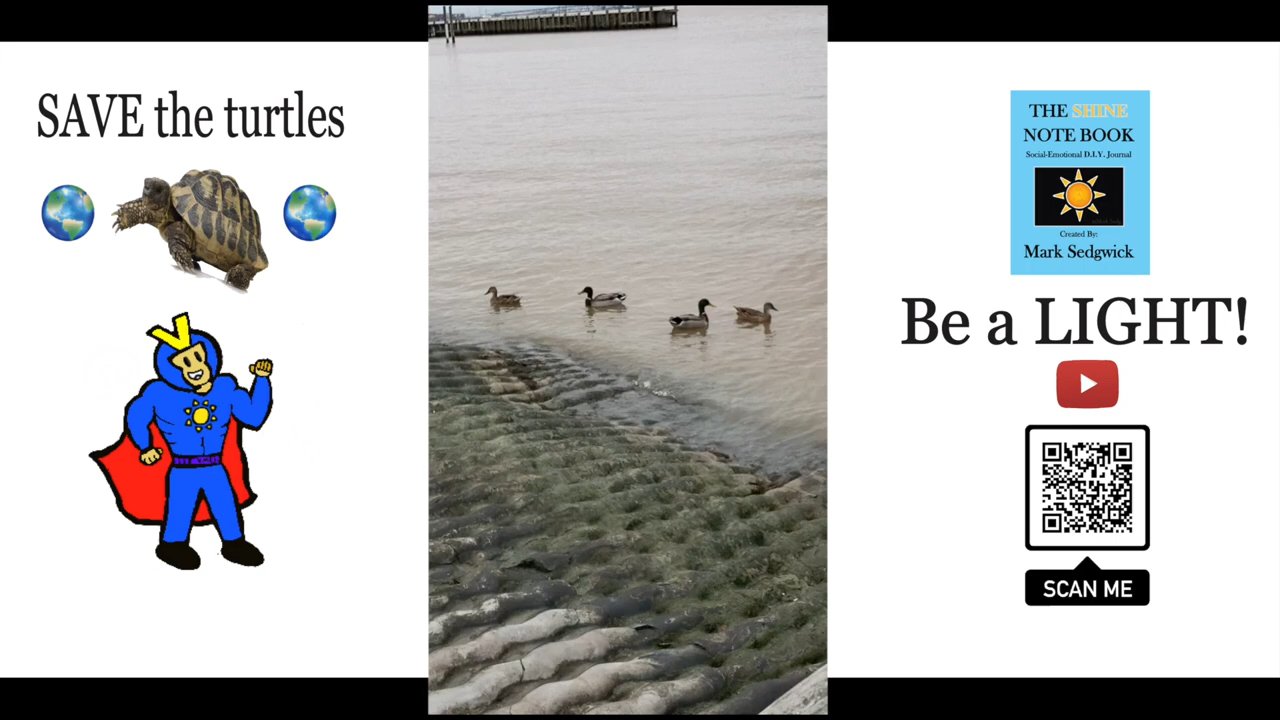 SAVE the turtles
THE SHINE
NOTE BOOK
Social-Emotional D.I.Y. Journal
Created By:
Mark Sedgwick
Be a LIGHT!
SCAN ME